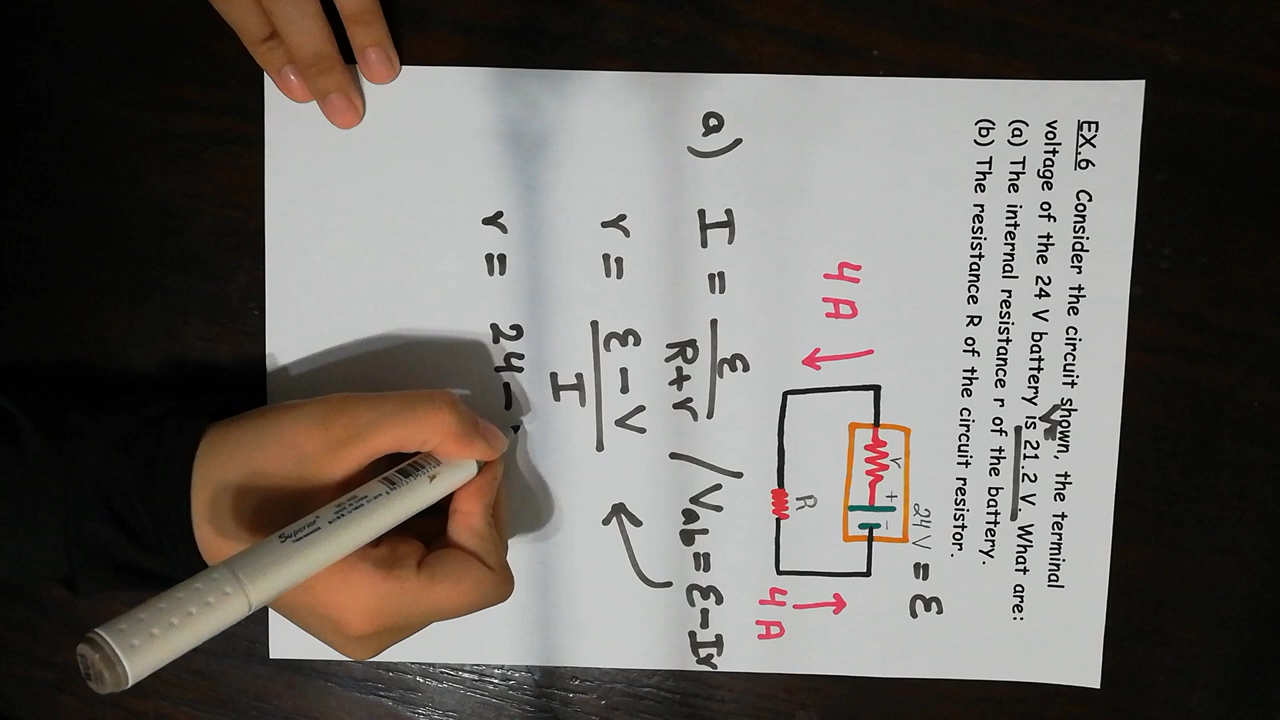 EX.6 Consider the circuit shown, the terminal
voltage of the 24 V battery is 21.2 V. What are:
(a) The internal resistance r of the battery.
(b) The resistance R of the circuit resistor.
24 V = ε
r
+ -
4A
R
4A
a) I = ε / R+r / Vab = ε - Ir
r = ε - V / I
r = 24 -
Superior